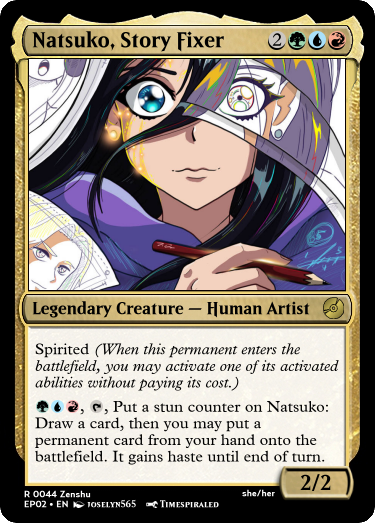 Natsuko, Story Fixer 2
Legendary Creature — Human Artist
Spirited (When this permanent enters the
battlefield, you may activate one of its activated
abilities without paying its cost.)
, , Put a stun counter on Natsuko:
Draw a card, then you may put a
permanent card from your hand onto the
battlefield. It gains haste until end of turn.
2/2
R 0044 Zenshu she/her
EP02 • EN JOSELYN565 TIMESPIRALED